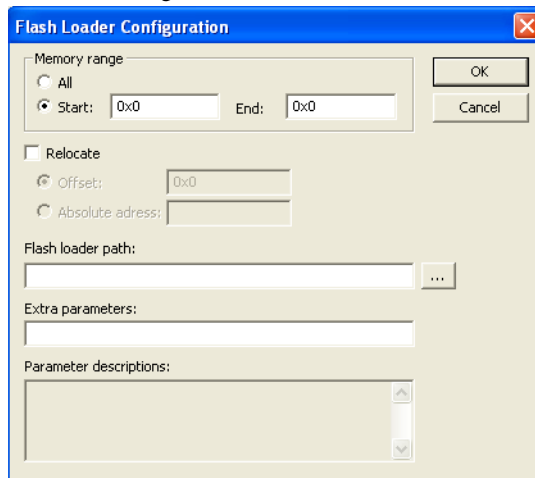 Flash Loader Configuration
Memory range
All
OK
Start: 0x0 End: 0x0
Cancel
Relocate
Offset: 0x0
Absolute adress:
Flash loader path:
...
Extra parameters:
Parameter descriptions: